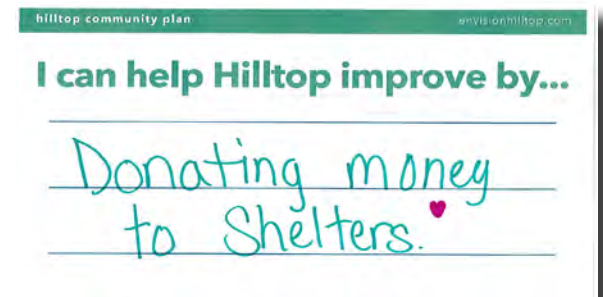 hilltop community plan
envisionhilltop.com
I can help Hilltop improve by...
Donating money
to Shelters.